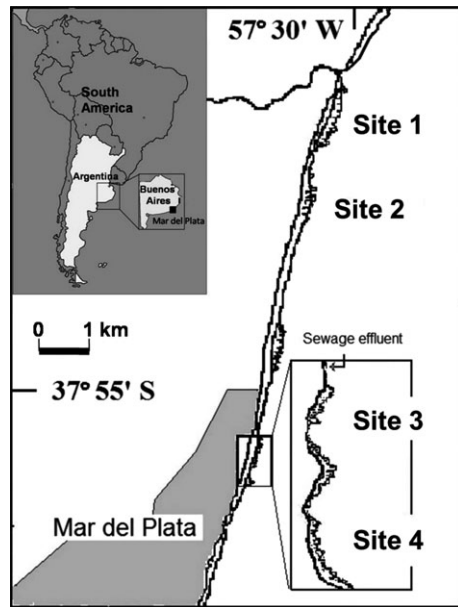 57° 30' W
South
America
Argentina
Buenos
Aires
Mar del Plata
Site 1
Site 2
0 1 km
Sewage effluent
37° 55' S
Site 3
Mar del Plata
Site 4